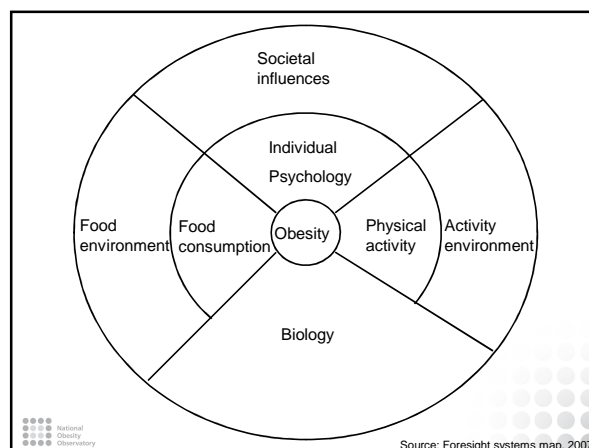 Societal
influences
Individual
Psychology
Food
environment
Food
consumption
Obesity
Physical
activity
Activity
environment
Biology
National
Obesity
Observatory
Source: Foresight systems map, 2007